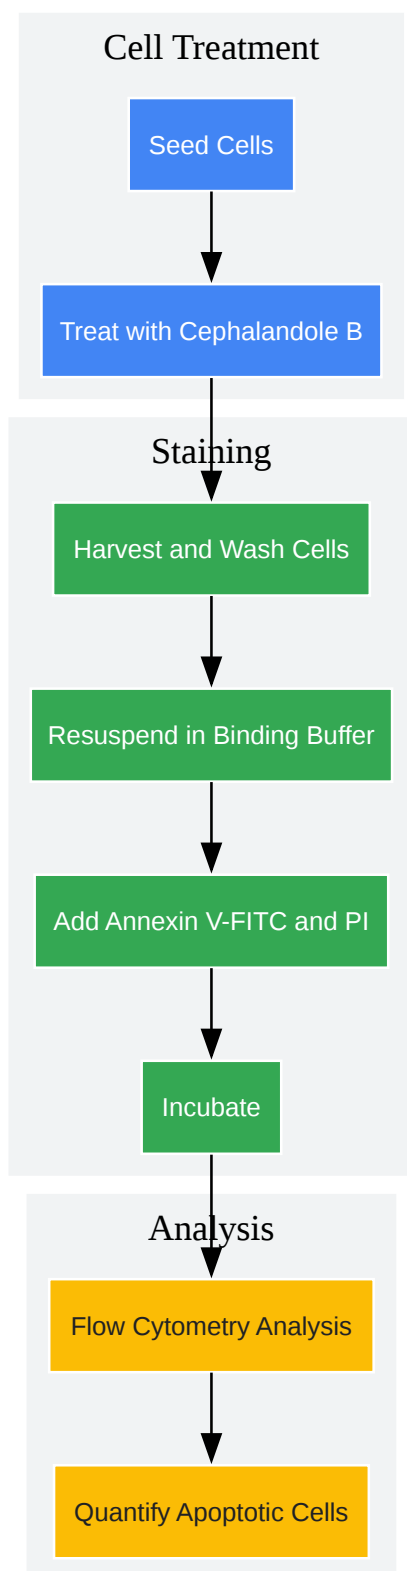 Cell Treatment
Seed Cells
Treat with Cephalandole B
Staining
Harvest and Wash Cells
Resuspend in Binding Buffer
Add Annexin V-FITC and PI
Incubate
Analysis
Flow Cytometry Analysis
Quantify Apoptotic Cells